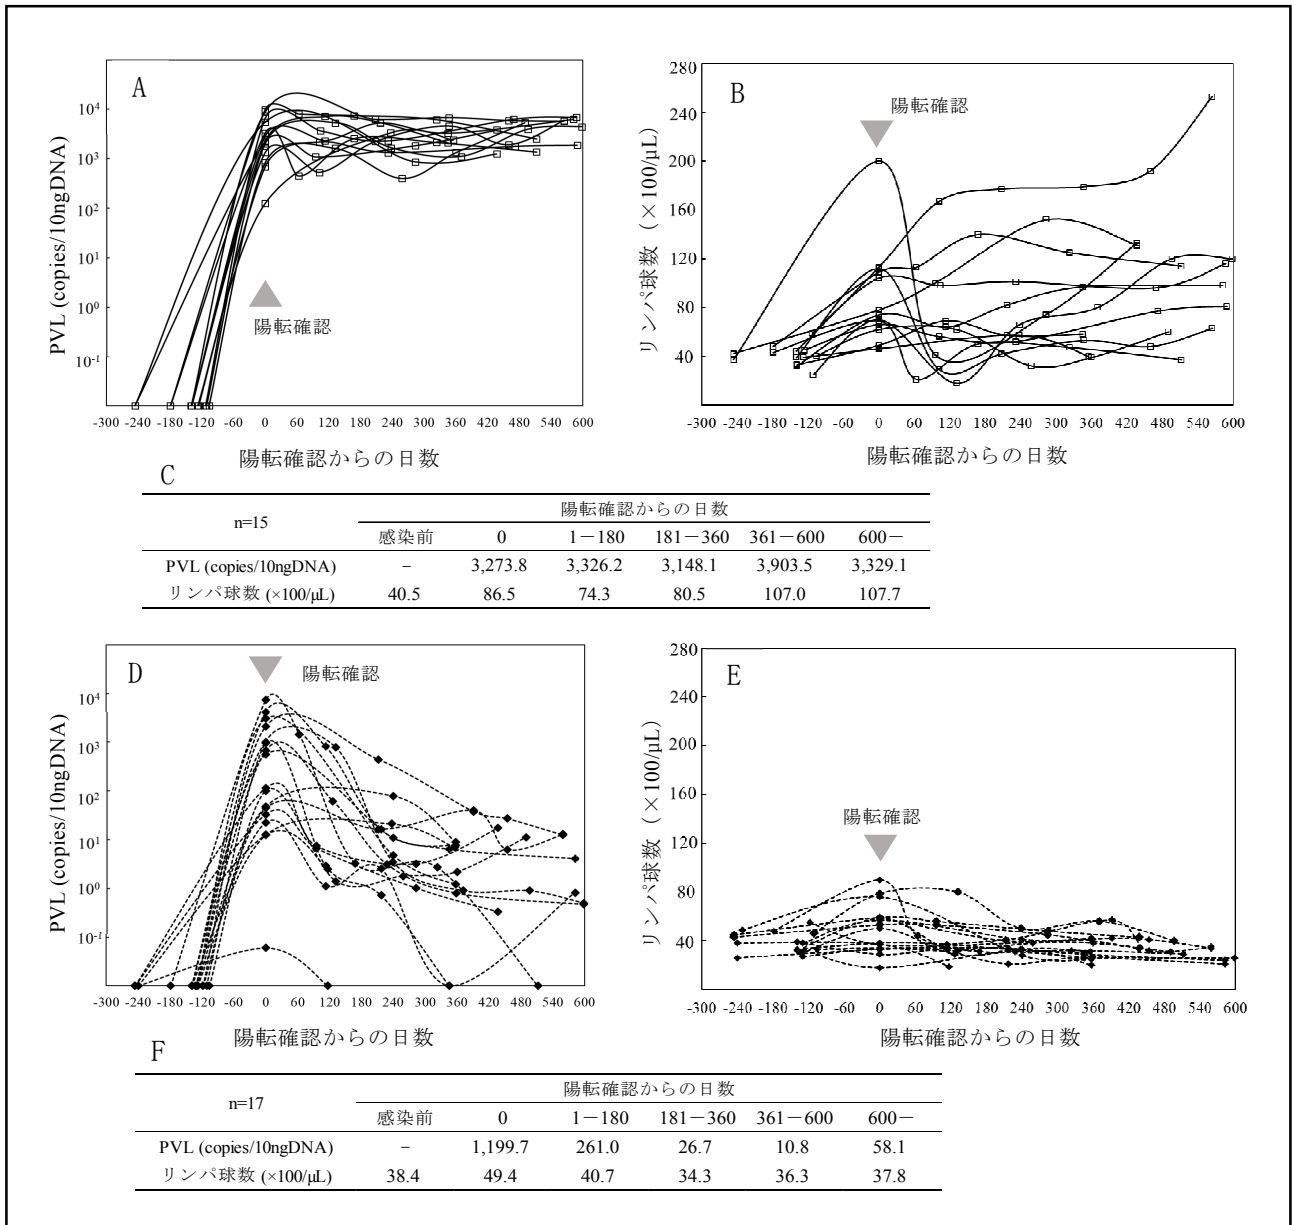 A
PVL (copies/10ngDNA)
10⁴
10³
10²
10¹
10⁰
10⁻¹
陽転確認
-300 -240 -180 -120 -60 0 60 120 180 240 300 360 420 480 540 600
陽転確認からの日数
B
リンパ球数（×100/μL）
280
240
200
160
120
80
40
陽転確認
-300 -240 -180 -120 -60 0 60 120 180 240 300 360 420 480 540 600
陽転確認からの日数
C
n=15 陽転確認からの日数
感染前 0 1－180 181－360 361－600 600－
PVL (copies/10ngDNA) – 3,273.8 3,326.2 3,148.1 3,903.5 3,329.1
リンパ球数 (×100/μL) 40.5 86.5 74.3 80.5 107.0 107.7
D
PVL (copies/10ngDNA)
10⁴
10³
10²
10¹
10⁰
10⁻¹
陽転確認
-300 -240 -180 -120 -60 0 60 120 180 240 300 360 420 480 540 600
陽転確認からの日数
E
リンパ球数（×100/μL）
280
240
200
160
120
80
40
陽転確認
-300 -240 -180 -120 -60 0 60 120 180 240 300 360 420 480 540 600
陽転確認からの日数
F
n=17 陽転確認からの日数
感染前 0 1－180 181－360 361－600 600－
PVL (copies/10ngDNA) – 1,199.7 261.0 26.7 10.8 58.1
リンパ球数 (×100/μL) 38.4 49.4 40.7 34.3 36.3 37.8